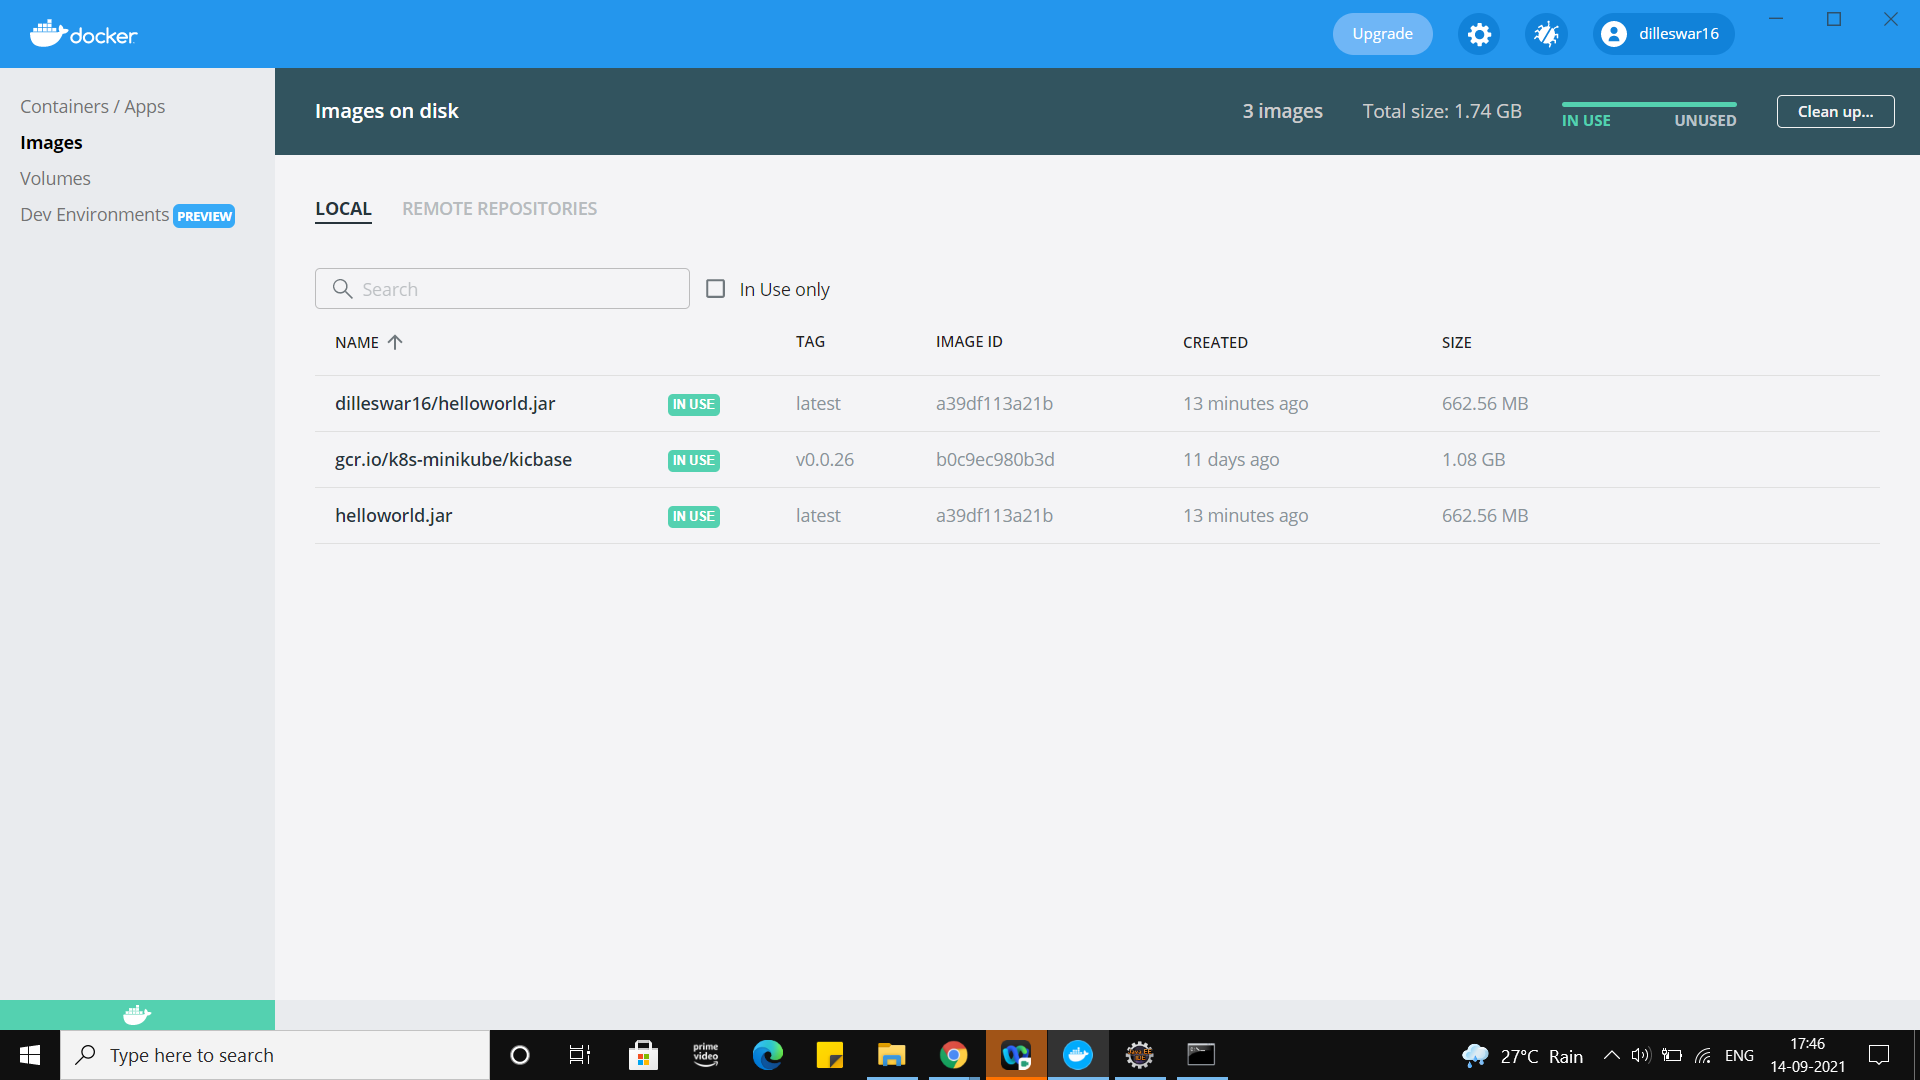 docker
Upgrade
dilleswar16
Containers / Apps
Images
Volumes
Dev Environments PREVIEW
Images on disk
3 images
Total size: 1.74 GB
IN USE
UNUSED
Clean up...
LOCAL
REMOTE REPOSITORIES
Search
In Use only
NAME TAG IMAGE ID CREATED SIZE
dilleswar16/helloworld.jar IN USE latest a39df113a21b 13 minutes ago 662.56 MB
gcr.io/k8s-minikube/kicbase IN USE v0.0.26 b0c9ec980b3d 11 days ago 1.08 GB
helloworld.jar IN USE latest a39df113a21b 13 minutes ago 662.56 MB
Type here to search
prime
video
27°C Rain
ENG
17:46
14-09-2021